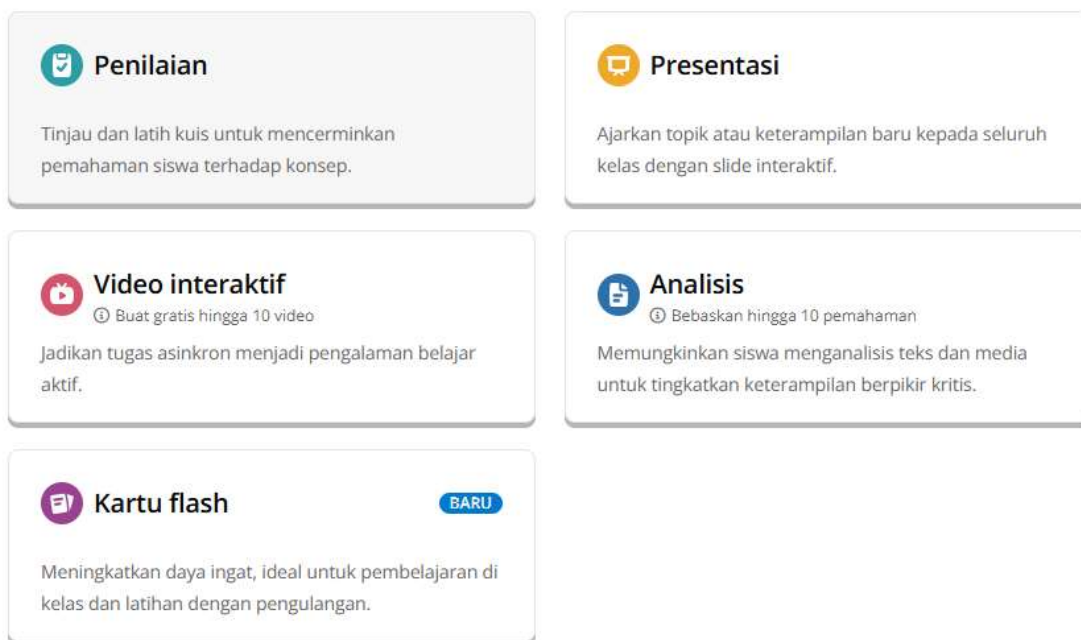 Penilaian
Tinjau dan latih kuis untuk mencerminkan
pemahaman siswa terhadap konsep.
Presentasi
Ajarkan topik atau keterampilan baru kepada seluruh
kelas dengan slide interaktif.
Video interaktif
Buat gratis hingga 10 video
Jadikan tugas asinkron menjadi pengalaman belajar
aktif.
Analisis
Bebaskan hingga 10 pemahaman
Memungkinkan siswa menganalisis teks dan media
untuk tingkatkan keterampilan berpikir kritis.
Kartu flash
BARU
Meningkatkan daya ingat, ideal untuk pembelajaran di
kelas dan latihan dengan pengulangan.